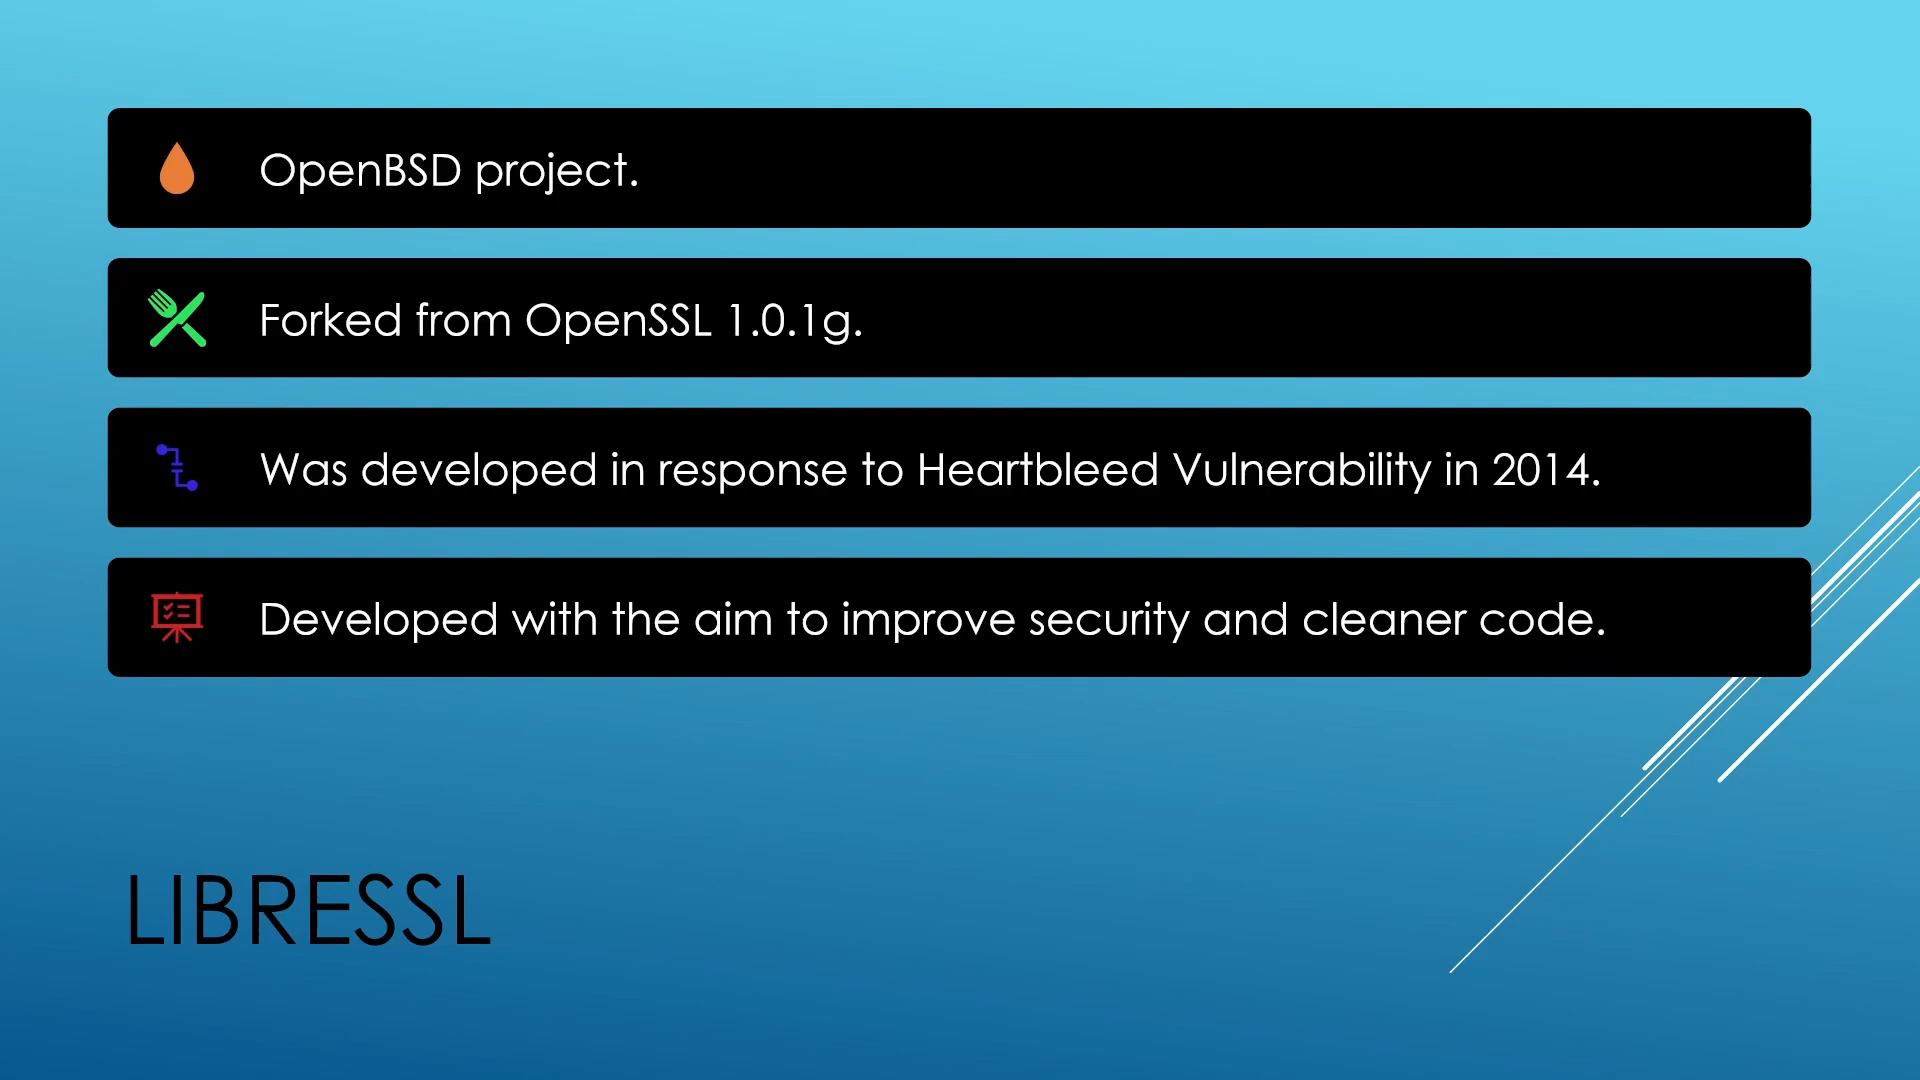 OpenBSD project.
Forked from OpenSSL 1.0.1g.
Was developed in response to Heartbleed Vulnerability in 2014.
Developed with the aim to improve security and cleaner code.
LIBRESSL